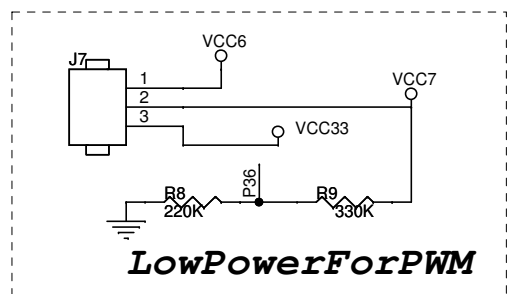 VCC6
J7
1
2
3
VCC7
VCC33
P36
R8
220K
R9
330K
LowPowerForPWM